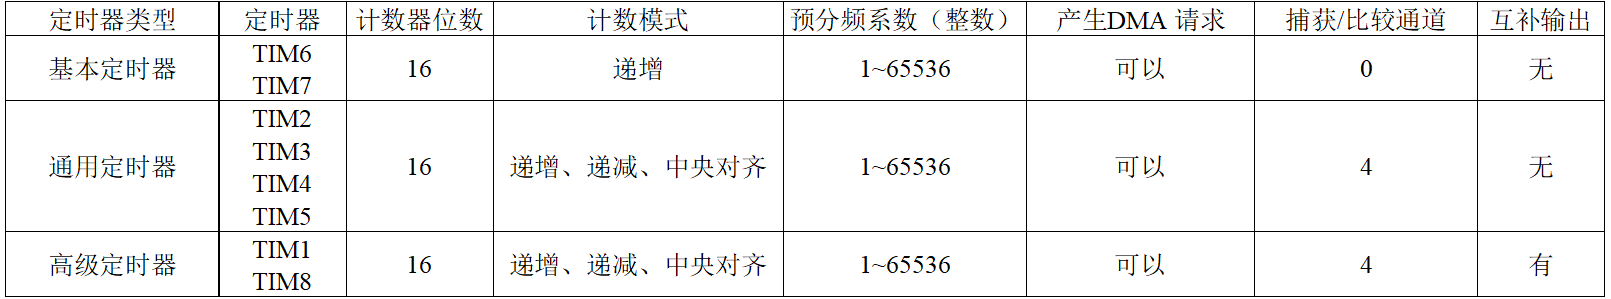 定时器类型 定时器 计数器位数 计数模式 预分频系数（整数） 产生DMA 请求 捕获/比较通道 互补输出
基本定时器 TIM6 16 递增 1~65536 可以 0 无
TIM7
通用定时器 TIM2 16 递增、递减、中央对齐 1~65536 可以 4 无
TIM3
TIM4
TIM5
高级定时器 TIM1 16 递增、递减、中央对齐 1~65536 可以 4 有
TIM8